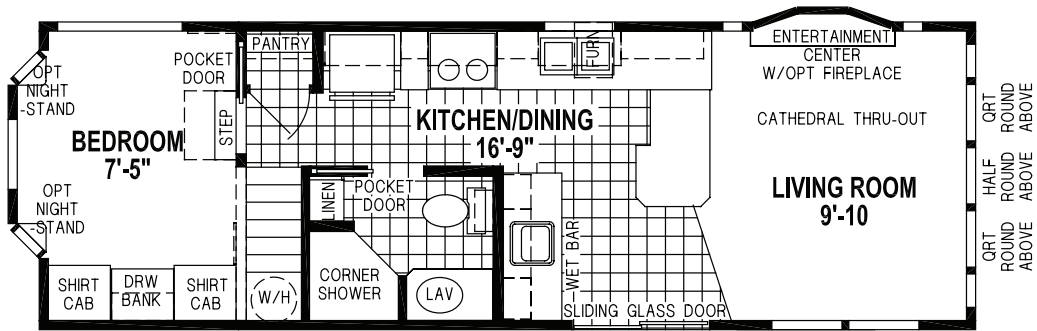 OPT
NIGHT
-STAND
POCKET
DOOR
PANTRY
STEP
BEDROOM
7'-5"
OPT
NIGHT
-STAND
SHIRT
CAB
DRW
BANK
SHIRT
CAB
W/H
LINEN
POCKET
DOOR
CORNER
SHOWER
LAV
KITCHEN/DINING
16'-9"
FURN
WET BAR
SLIDING GLASS DOOR
ENTERTAINMENT
CENTER
W/OPT FIREPLACE
CATHEDRAL THRU-OUT
LIVING ROOM
9'-10
QRT
ROUND
ABOVE
HALF
ROUND
ABOVE
QRT
ROUND
ABOVE